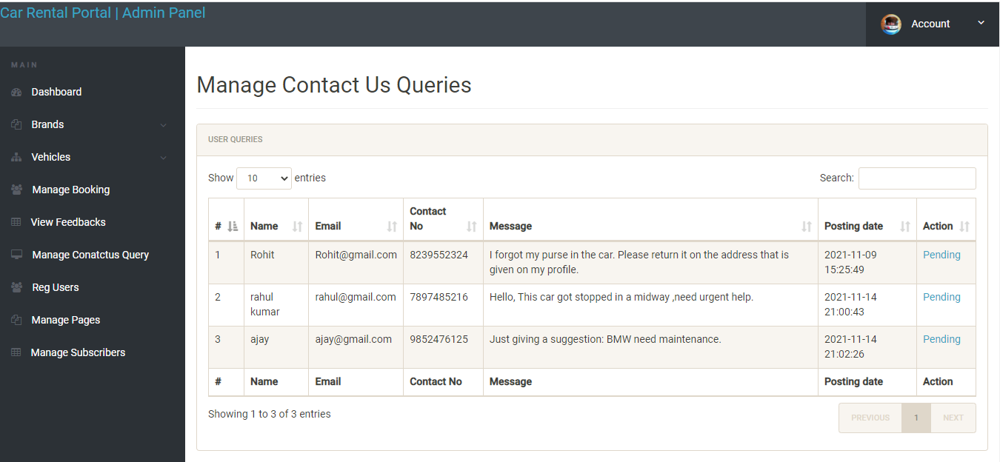 Car Rental Portal | Admin Panel
Account
MAIN
Dashboard
Brands
Vehicles
Manage Booking
View Feedbacks
Manage Conatctus Query
Reg Users
Manage Pages
Manage Subscribers
Manage Contact Us Queries
USER QUERIES
Show 10 entries
Search:
# Name Email Contact No Message Posting date Action
1 Rohit Rohit@gmail.com 8239552324 I forgot my purse in the car. Please return it on the address that is 2021-11-09 Pending
given on my profile. 15:25:49
2 rahul rahul@gmail.com 7897485216 Hello, This car got stopped in a midway ,need urgent help. 2021-11-14 Pending
kumar 21:00:43
3 ajay ajay@gmail.com 9852476125 Just giving a suggestion: BMW need maintenance. 2021-11-14 Pending
21:02:26
# Name Email Contact No Message Posting date Action
Showing 1 to 3 of 3 entries
PREVIOUS 1 NEXT